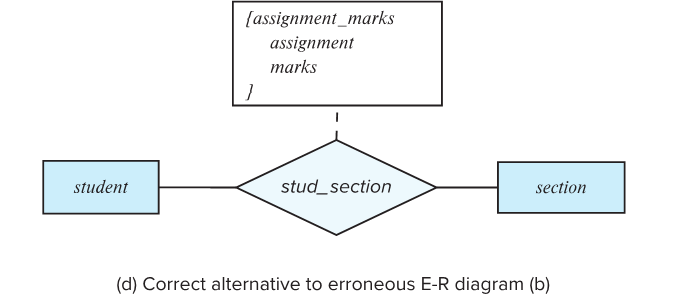 [assignment_marks
assignment
marks
]
student
stud_section
section
(d) Correct alternative to erroneous E-R diagram (b)